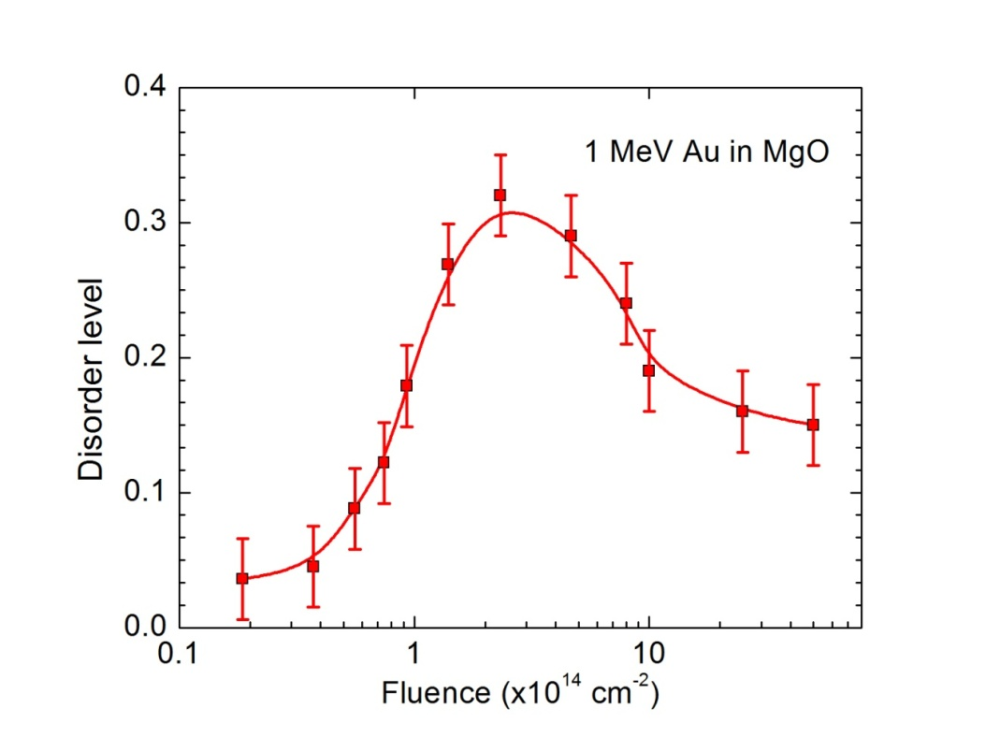 0.4
1 MeV Au in MgO
0.3
0.2
0.1
0.0
0.1 1 10
Disorder level
Fluence (x10¹⁴ cm⁻²)